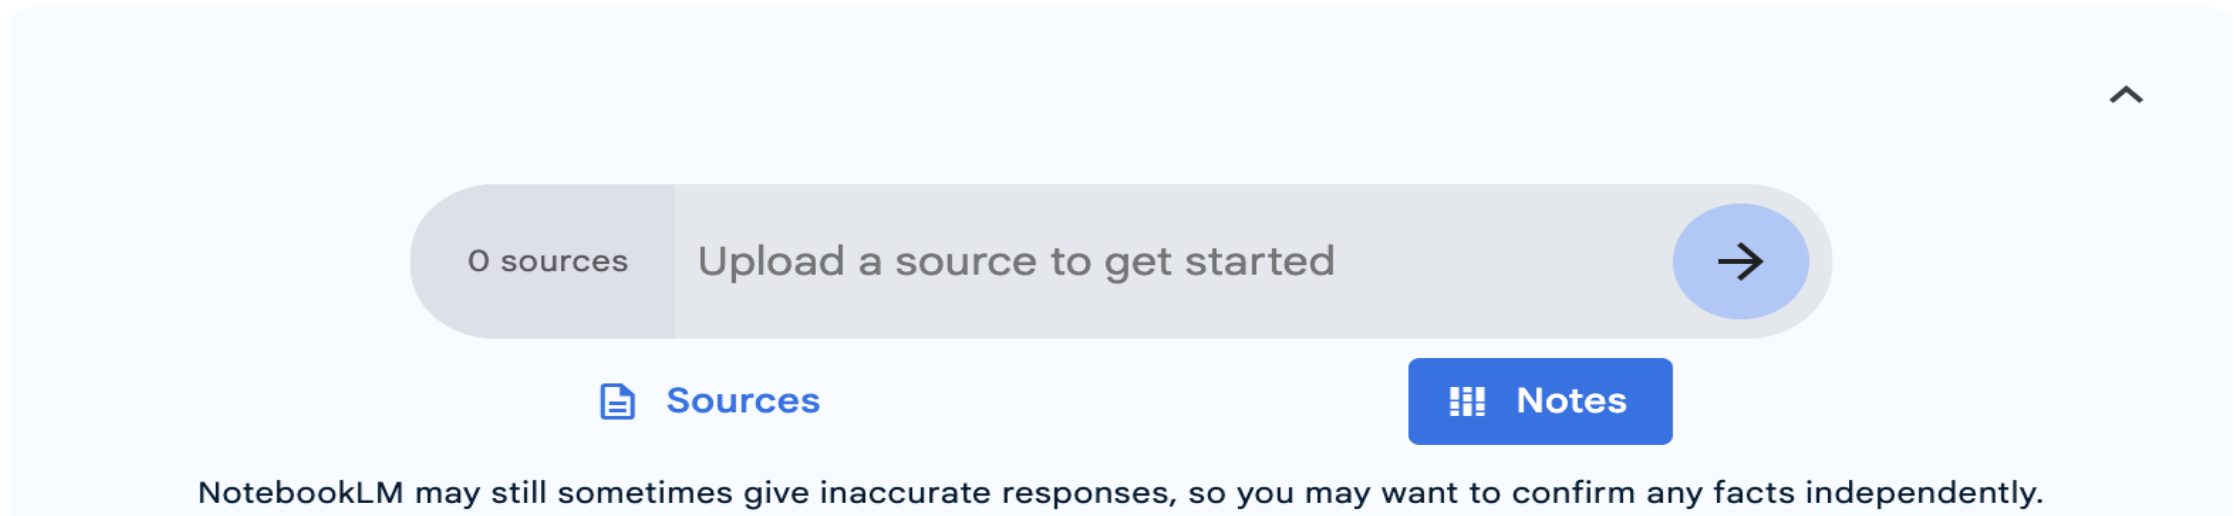 0 sources Upload a source to get started
Sources Notes
NotebookLM may still sometimes give inaccurate responses, so you may want to confirm any facts independently.